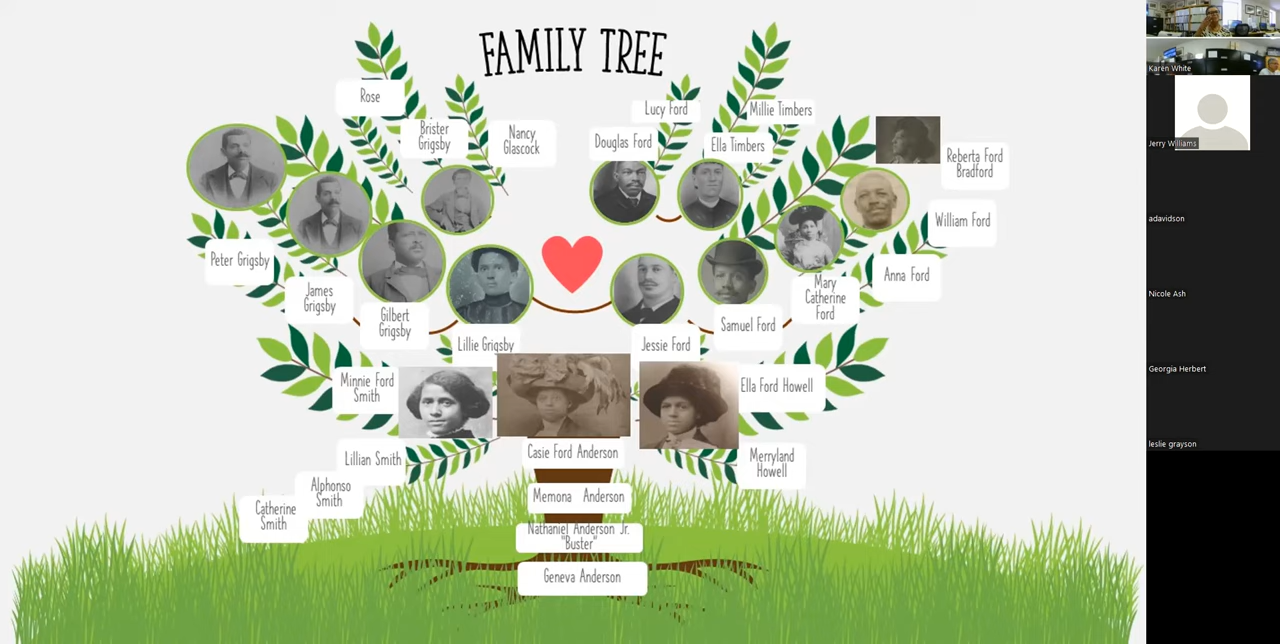 FAMILY TREE
Rose
Brister
Grigsby
Nancy
Glascock
Lucy Ford
Millie Timbers
Douglas Ford
Ella Timbers
Reberta Ford
Bradford
William Ford
Peter Grigsby
James
Grigsby
Gilbert
Grigsby
Lillie Grigsby
Jessie Ford
Samuel Ford
Mary
Catherine
Ford
Anna Ford
Minnie Ford
Smith
Ella Ford Howell
Lillian Smith
Casie Ford Anderson
Merryland
Howell
Alphonso
Smith
Catherine
Smith
Memona Anderson
Nathaniel Anderson Jr.
"Buster"
Geneva Anderson
Karen White
Jerry Williams
adavidson
Nicole Ash
Georgia Herbert
leslie grayson